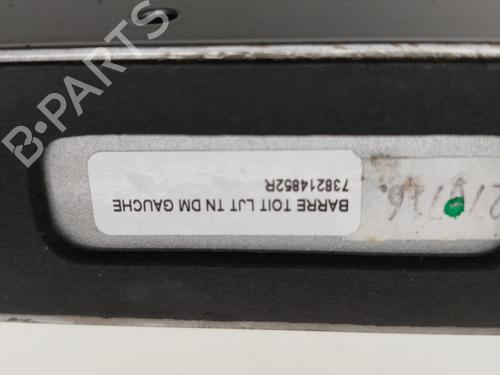 BARRE TOIT LJT TN DM GAUCHE
738214852R
B-PARTS